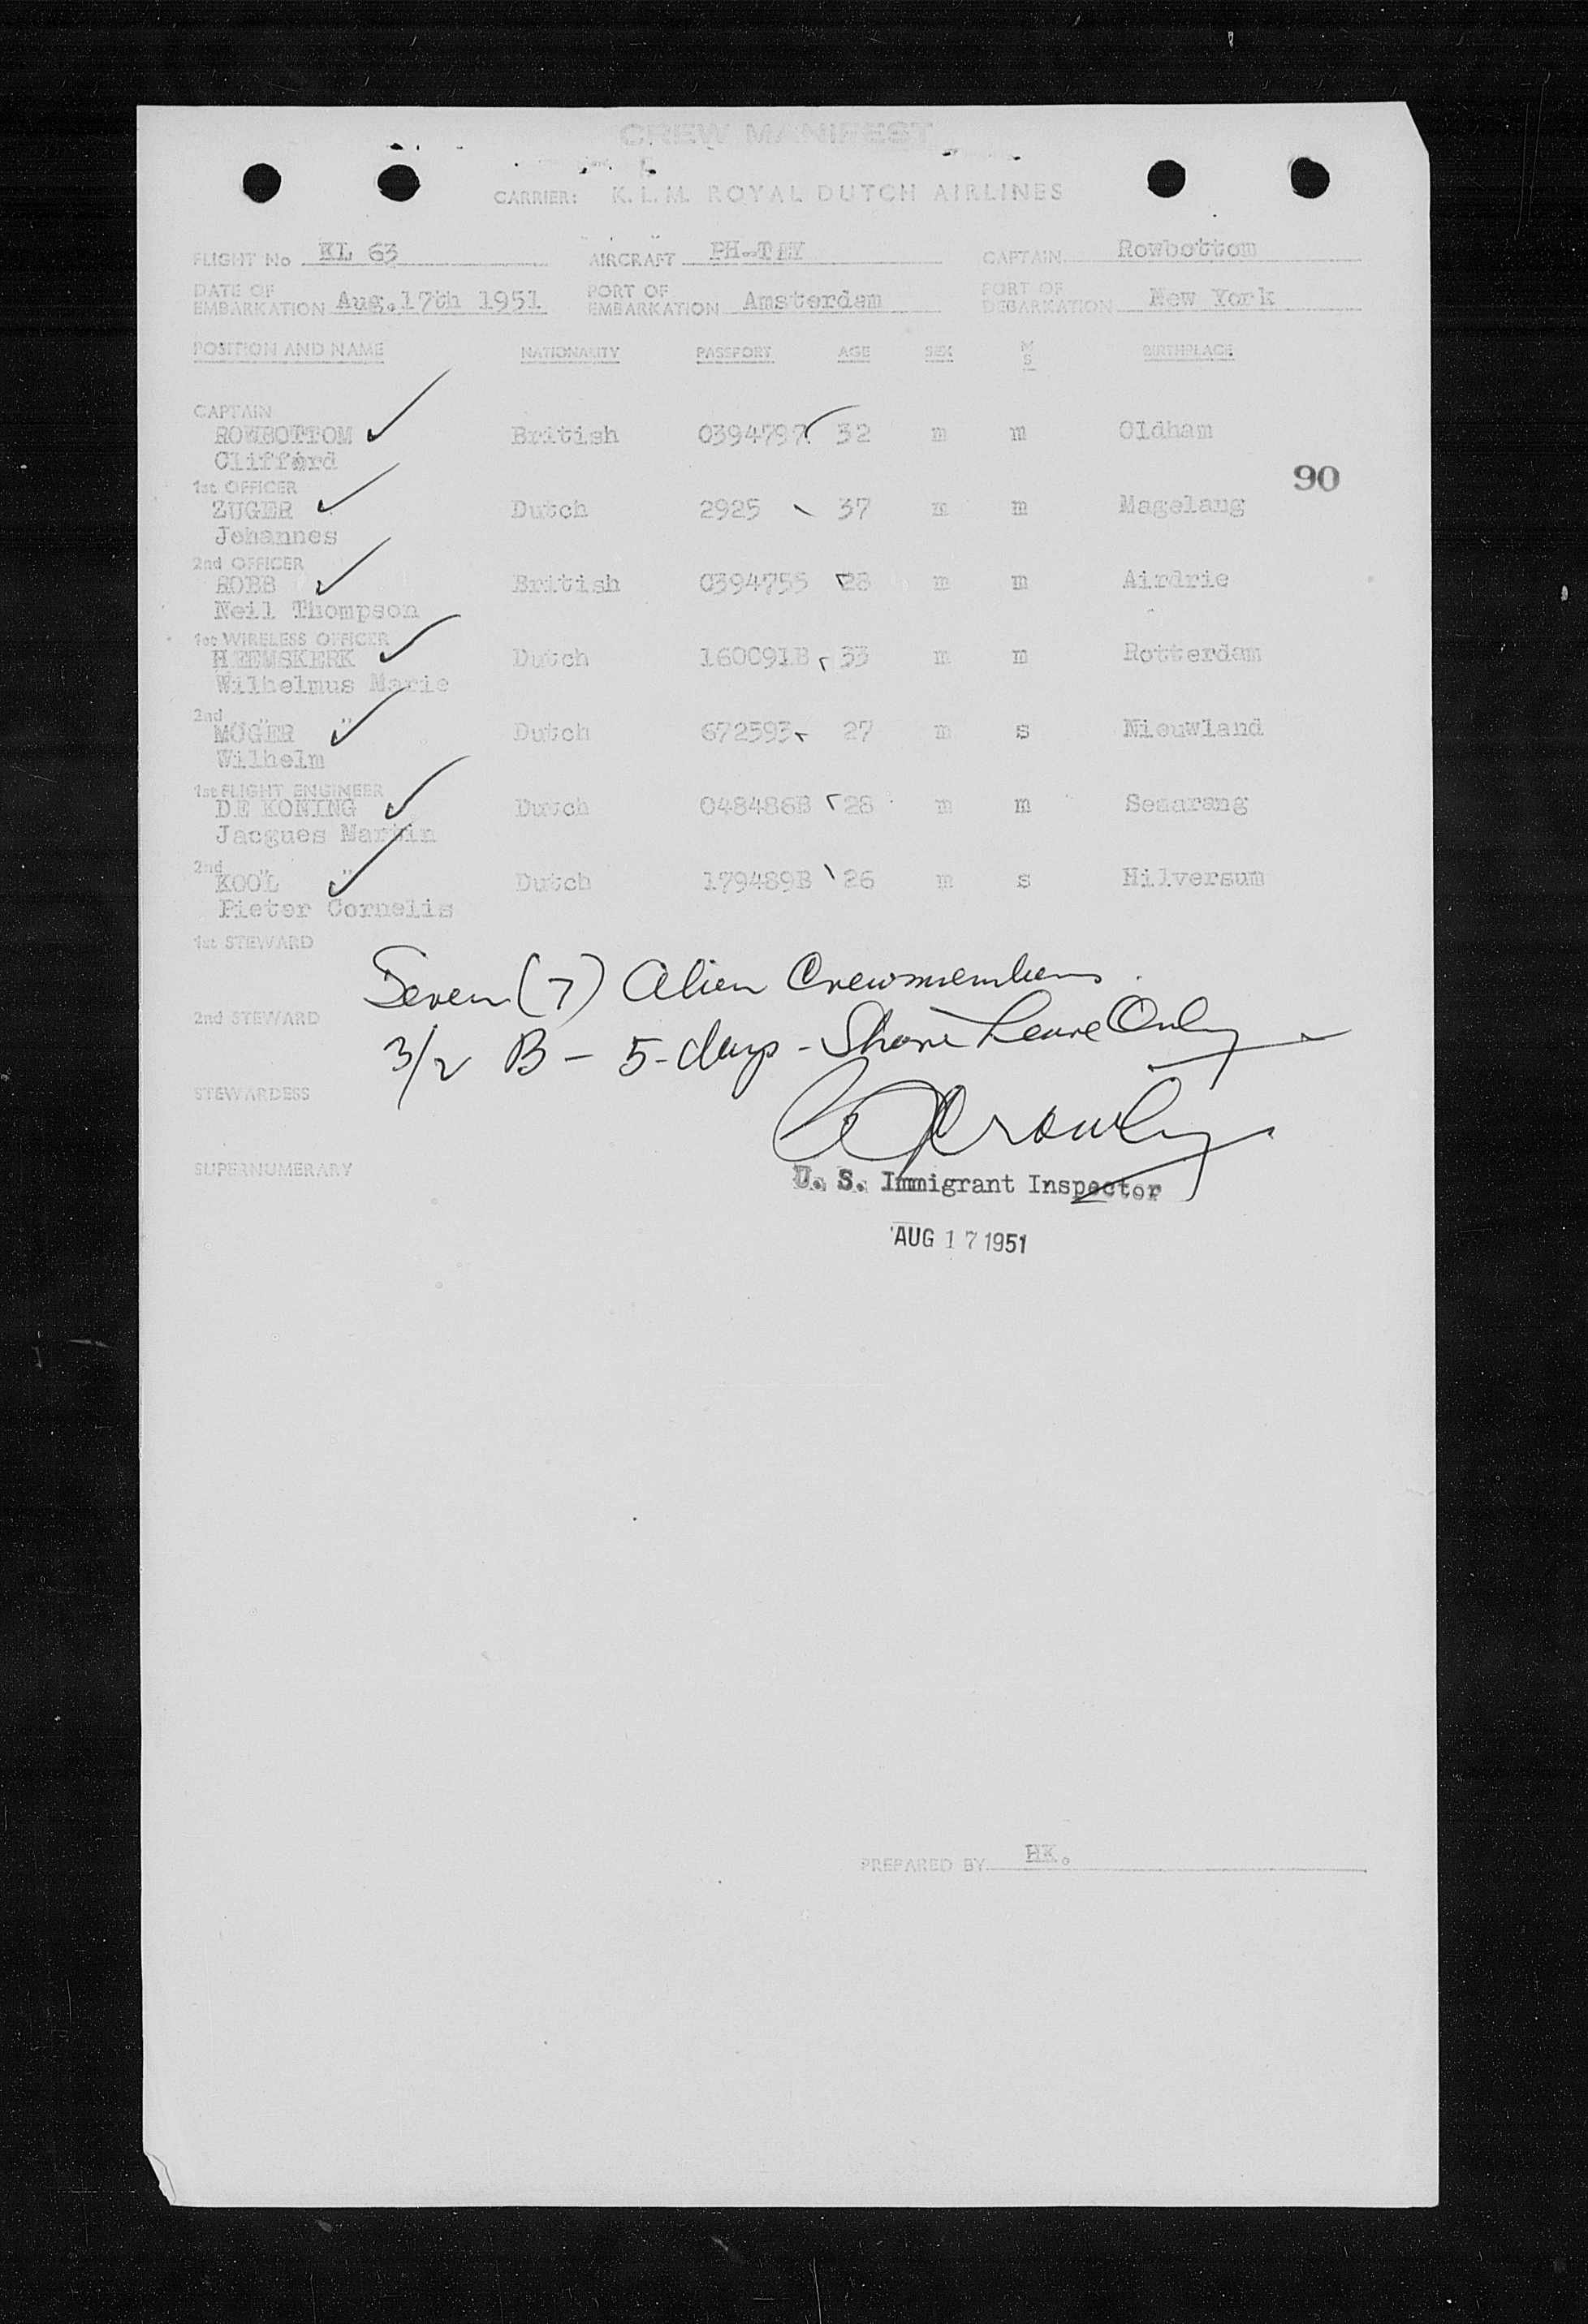 CREW MANIFEST
CARRIER: K. L. M. ROYAL DUTCH AIRLINES
FLIGHT No KL 63 AIRCRAFT PH-TAY CAPTAIN Rowbottom
DATE OF EMBARKATION Aug.17th 1951 PORT OF EMBARKATION Amsterdam PORT OF DEBARKATION New York
POSITION AND NAME NATIONALITY PASSPORT AGE SEX M S BIRTHPLACE
CAPTAIN
ROWBOTTOM British 0394797 32 m m Oldham
Clifford
90
1st OFFICER
ZUGER Dutch 2925 37 m m Magelang
Johannes
2nd OFFICER
ROBB British 0394755 28 m m Airdrie
Neil Thompson
1st WIRELESS OFFICER
HEEMSKERK Dutch 160091B 33 m m Rotterdam
Wilhelmus Marie
2nd " "
MOGER Dutch 672593 27 m s Nieuwland
Wilhelm
1st FLIGHT ENGINEER
DE KONING Dutch 048486B 28 m m Semarang
Jacgues Martin
2nd " "
KOOL Dutch 179489B 26 m s Hilversum
Pieter Cornelis
1st STEWARD
Seven (7) Alien Crewmembers
2nd STEWARD
3/2 B - 5-days - Shore Leave Only
STEWARDESS
SUPERNUMERARY
U. S. Immigrant Inspector
AUG 17 1951
PREPARED BY HK.